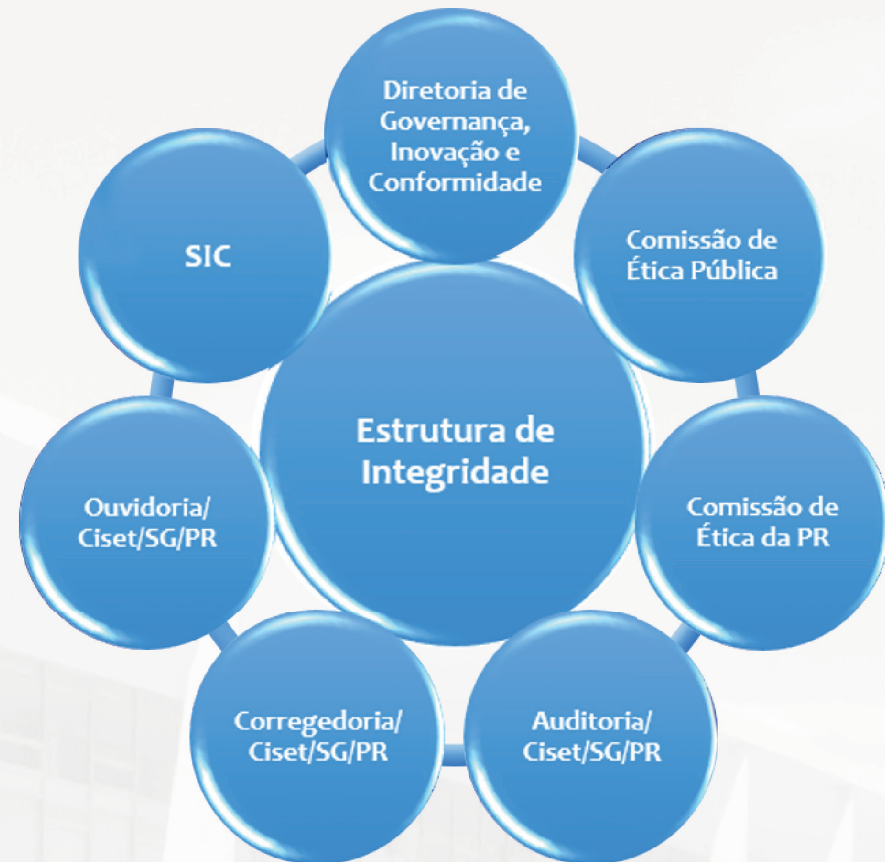 Diretoria de
Governança,
Inovação e
Conformidade
SIC
Comissão de
Ética Pública
Estrutura de
Integridade
Ouvidoria/
Ciset/SG/PR
Comissão de
Ética da PR
Corregedoria/
Ciset/SG/PR
Auditoria/
Ciset/SG/PR